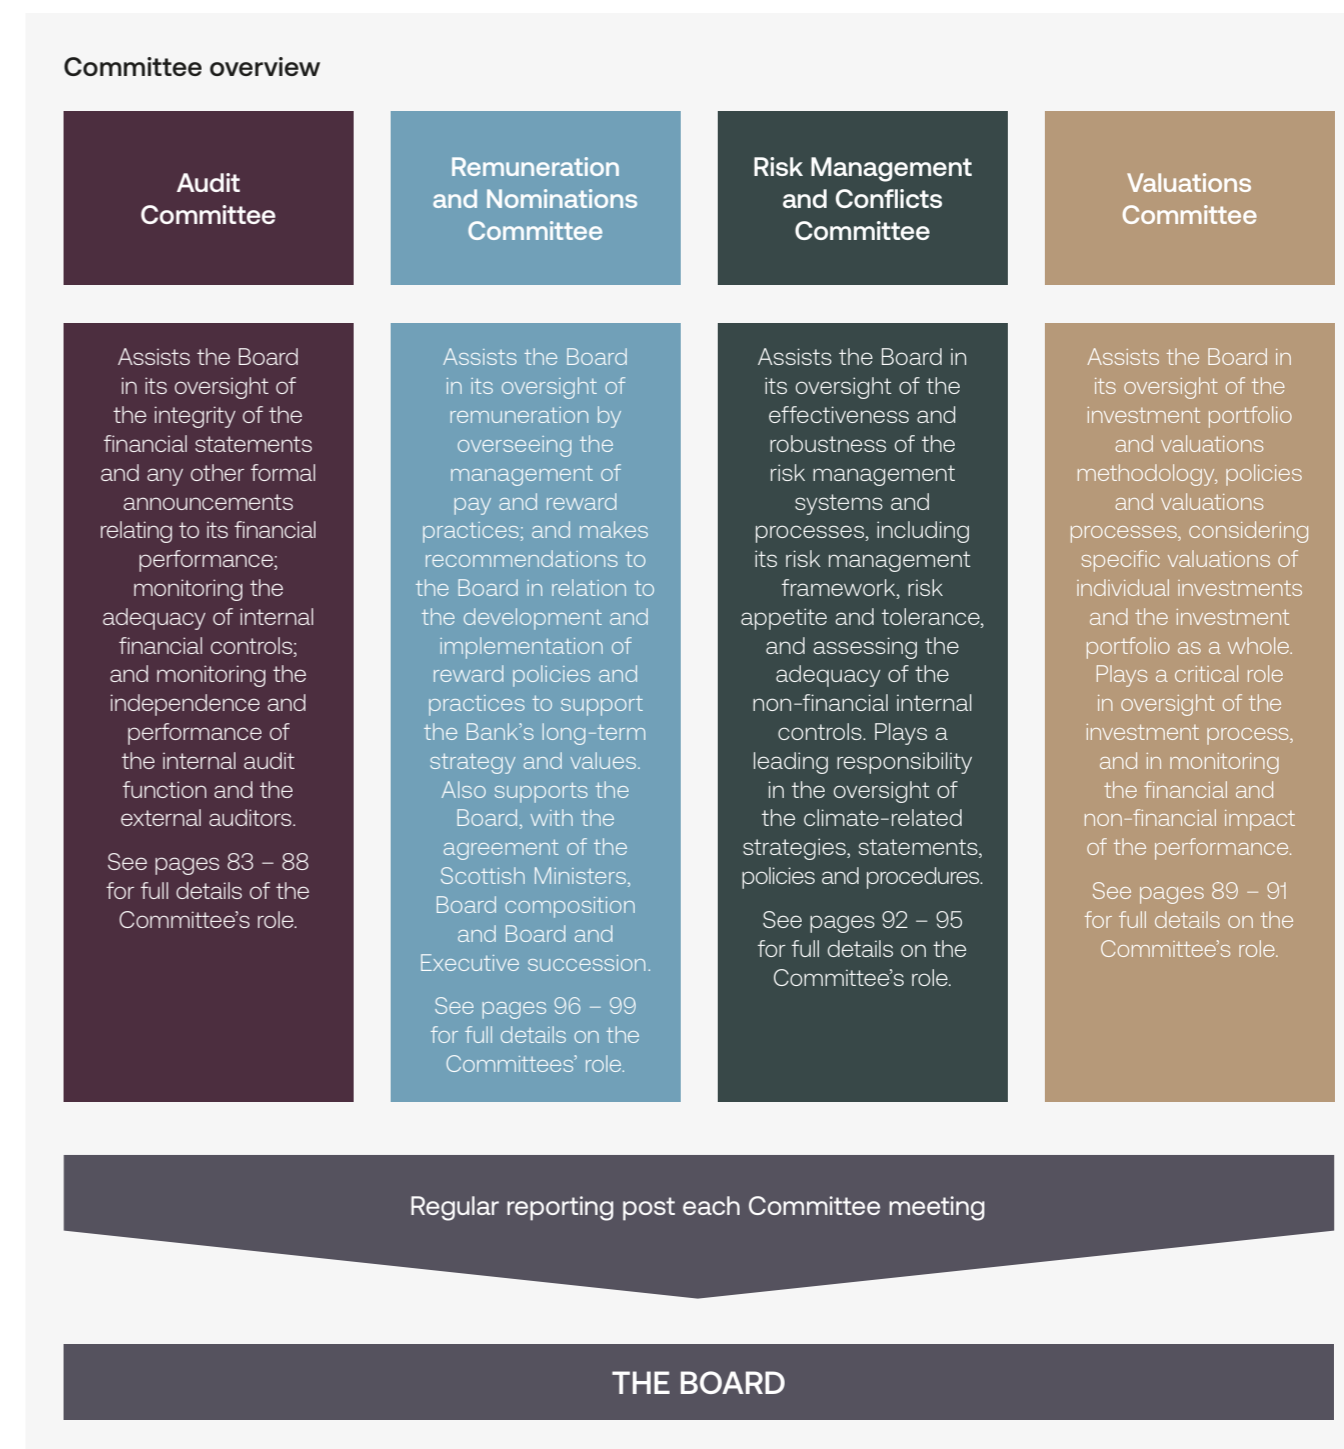 Committee overview
Audit
Committee
Assists the Board
in its oversight of
the integrity of the
financial statements
and any other formal
announcements
relating to its financial
performance;
monitoring the
adequacy of internal
financial controls;
and monitoring the
independence and
performance of
the internal audit
function and the
external auditors.
See pages 83 – 88
for full details of the
Committee’s role.
Remuneration
and Nominations
Committee
Assists the Board
in its oversight of
remuneration by
overseeing the
management of
pay and reward
practices; and makes
recommendations to
the Board in relation to
the development and
implementation of
reward policies and
practices to support
the Bank’s long-term
strategy and values.
Also supports the
Board, with the
agreement of the
Scottish Ministers,
Board composition
and Board and
Executive succession.
See pages 96 – 99
for full details on the
Committees’ role.
Risk Management
and Conflicts
Committee
Assists the Board in
its oversight of the
effectiveness and
robustness of the
risk management
systems and
processes, including
its risk management
framework, risk
appetite and tolerance,
and assessing the
adequacy of the
non-financial internal
controls. Plays a
leading responsibility
in the oversight of
the climate-related
strategies, statements,
policies and procedures.
See pages 92 – 95
for full details on the
Committee’s role.
Valuations
Committee
Assists the Board in
its oversight of the
investment portfolio
and valuations
methodology, policies
and valuations
processes, considering
specific valuations of
individual investments
and the investment
portfolio as a whole.
Plays a critical role
in oversight of the
investment process,
and in monitoring
the financial and
non-financial impact
of the performance.
See pages 89 – 91
for full details on the
Committee’s role.
Regular reporting post each Committee meeting
THE BOARD